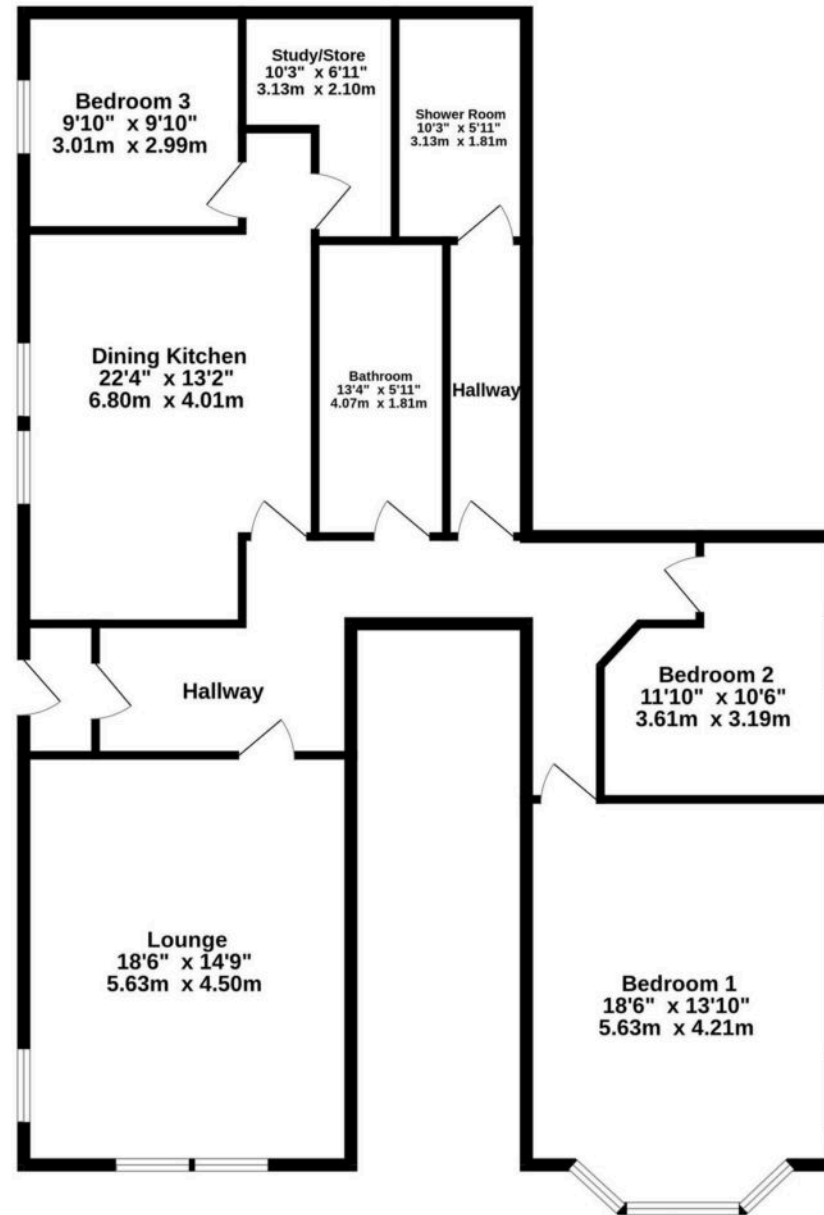 Bedroom 3
9'10" x 9'10"
3.01m x 2.99m
Study/Store
10'3" x 6'11"
3.13m x 2.10m
Shower Room
10'3" x 5'11"
3.13m x 1.81m
Dining Kitchen
22'4" x 13'2"
6.80m x 4.01m
Bathroom
13'4" x 5'11"
4.07m x 1.81m
Hallway
Hallway
Bedroom 2
11'10" x 10'6"
3.61m x 3.19m
Lounge
18'6" x 14'9"
5.63m x 4.50m
Bedroom 1
18'6" x 13'10"
5.63m x 4.21m